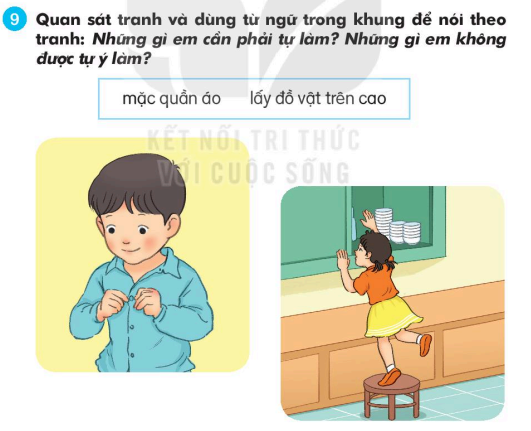 9 Quan sát tranh và dùng từ ngữ trong khung để nói theo
tranh: Những gì em cần phải tự làm? Những gì em không
được tự ý làm?
mặc quần áo lấy đồ vật trên cao
KẾT NỐI TRI THỨC
VỚI CUỘC SỐNG